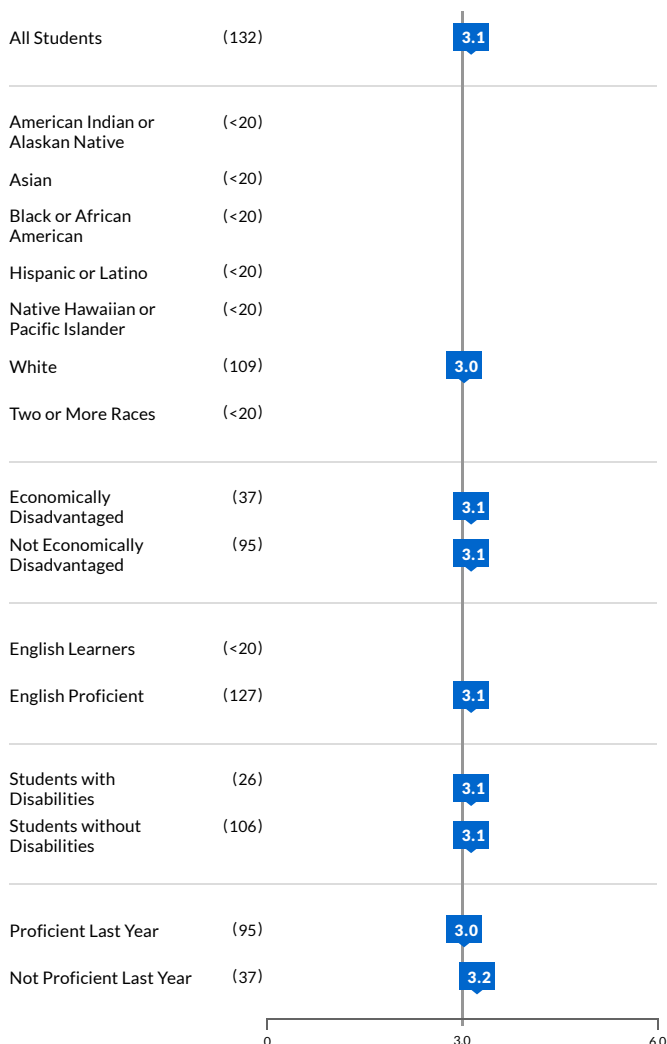 All Students (132) 3.1
American Indian or (<20)
Alaskan Native
Asian (<20)
Black or African (<20)
American
Hispanic or Latino (<20)
Native Hawaiian or (<20)
Pacific Islander
White (109) 3.0
Two or More Races (<20)
Economically (37) 3.1
Disadvantaged
Not Economically (95) 3.1
Disadvantaged
English Learners (<20)
English Proficient (127) 3.1
Students with (26) 3.1
Disabilities
Students without (106) 3.1
Disabilities
Proficient Last Year (95) 3.0
Not Proficient Last Year (37) 3.2
0 3.0 6.0